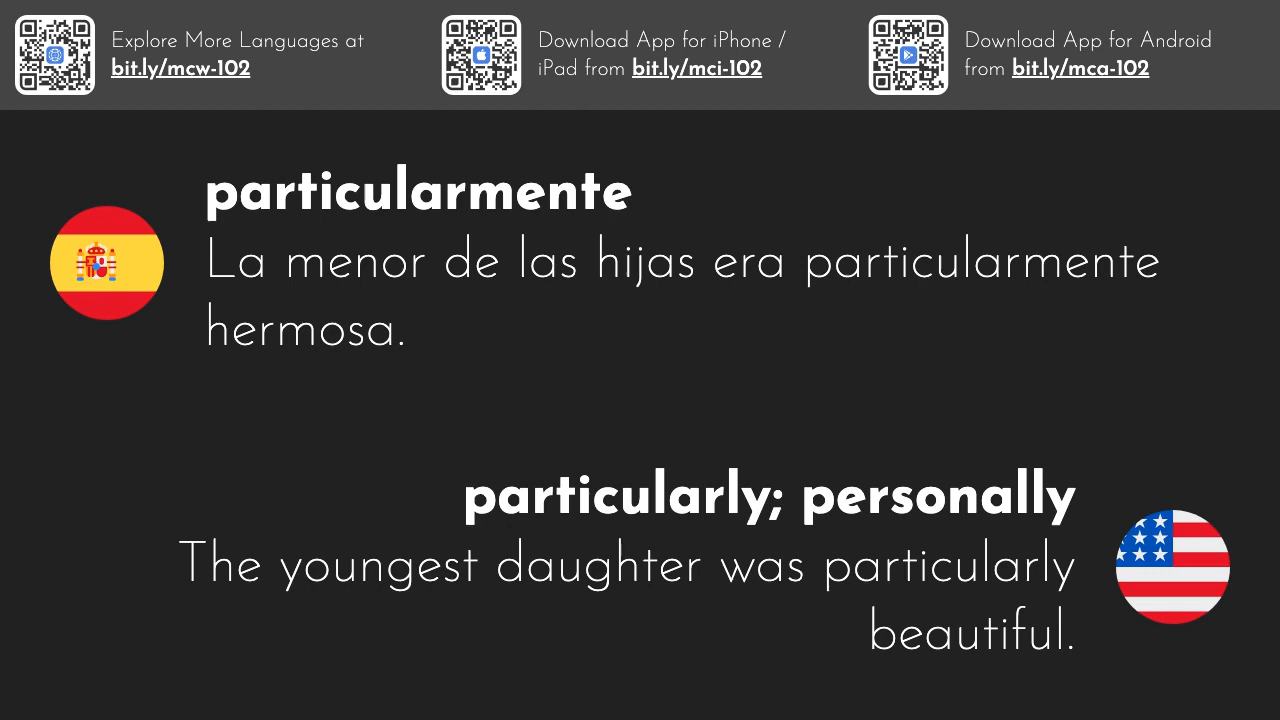 Explore More Languages at
bit.ly/mcw-102
Download App for iPhone /
iPad from bit.ly/mci-102
Download App for Android
from bit.ly/mca-102
particularmente
La menor de las hijas era particularmente
hermosa.
particularly; personally
The youngest daughter was particularly
beautiful.